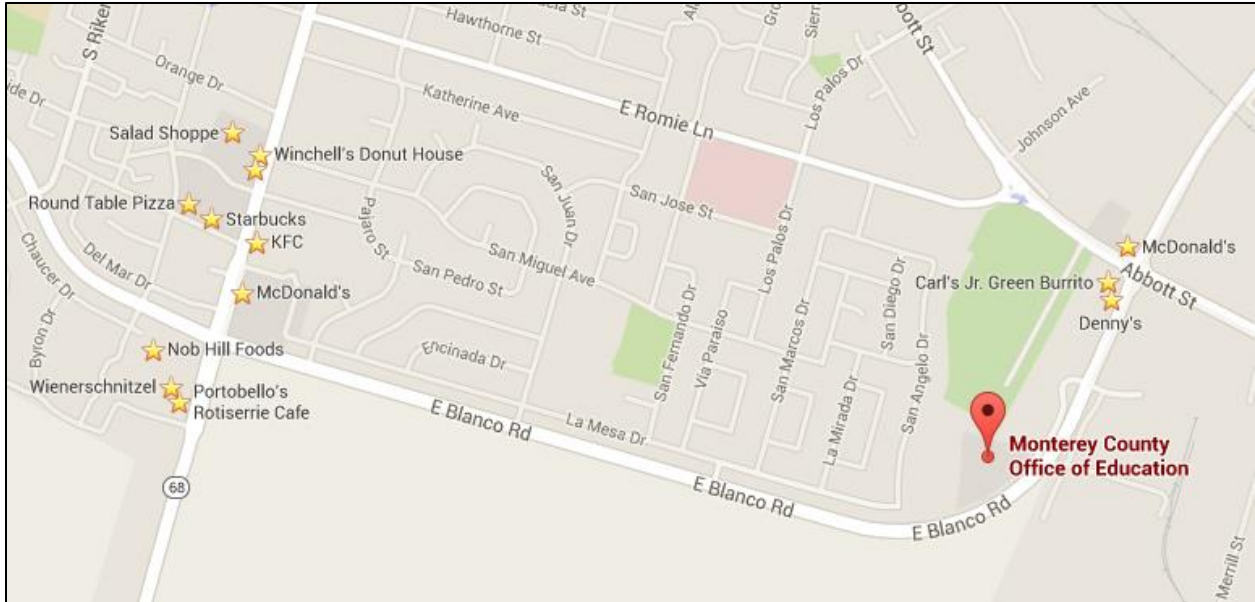 Hawthorne St
Abbott St
S Riker
Orange Dr
Katherine Ave
E Romie Ln
Los Palos Dr
Johnson Ave
Salad Shoppe
Winchell's Donut House
San Juan Dr
San Jose St
Round Table Pizza
Starbucks
Pajaro St
KFC
San Miguel Ave
Los Palos Dr
McDonald's
Abbott St
Chaucer Dr
Del Mar Dr
San Pedro St
San Diego Dr
Carl's Jr. Green Burrito
McDonald's
Denny's
Byron Dr
Nob Hill Foods
Encinada Dr
San Fernando Dr
Via Paraiso
San Marcos Dr
La Mirada Dr
San Angelo Dr
Wienerschnitzel
Portobello's
Rotiserrie Cafe
E Blanco Rd
La Mesa Dr
Monterey County
Office of Education
68
E Blanco Rd
E Blanco Rd
Merrill St